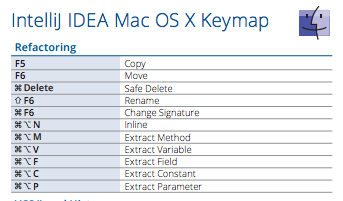 IntelliJ IDEA Mac OS X Keymap
Refactoring
F5 Copy
F6 Move
⌘ Delete Safe Delete
⇧ F6 Rename
⌘ F6 Change Signature
⌘ ⌥ N Inline
⌘ ⌥ M Extract Method
⌘ ⌥ V Extract Variable
⌘ ⌥ F Extract Field
⌘ ⌥ C Extract Constant
⌘ ⌥ P Extract Parameter